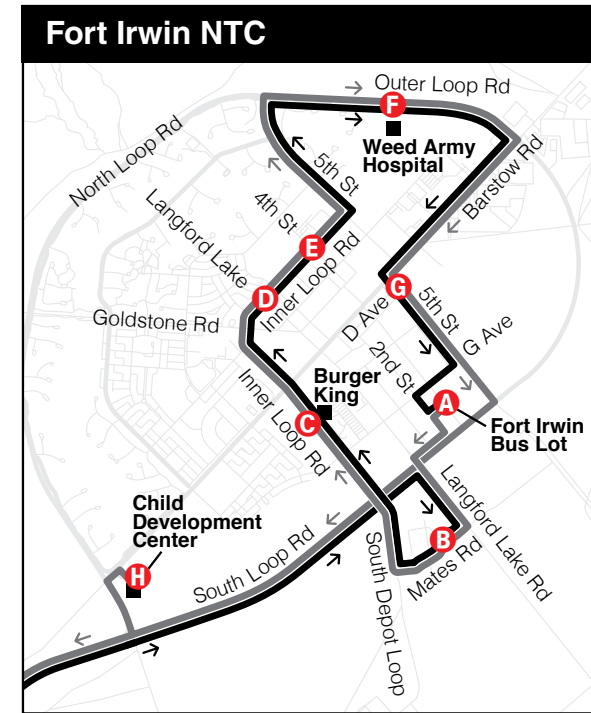 Fort Irwin NTC
Outer Loop Rd
F
Weed Army
Hospital
North Loop Rd
5th St
Barstow Rd
4th St
Langford Lake
E
Inner Loop Rd
D
G
Goldstone Rd
D Ave
5th St
G Ave
2nd St
Burger
King
A
Inner Loop Rd
C
Fort Irwin
Bus Lot
Langford Lake Rd
Child
Development
Center
B
H
South Loop Rd
Mates Rd
South Depot Loop